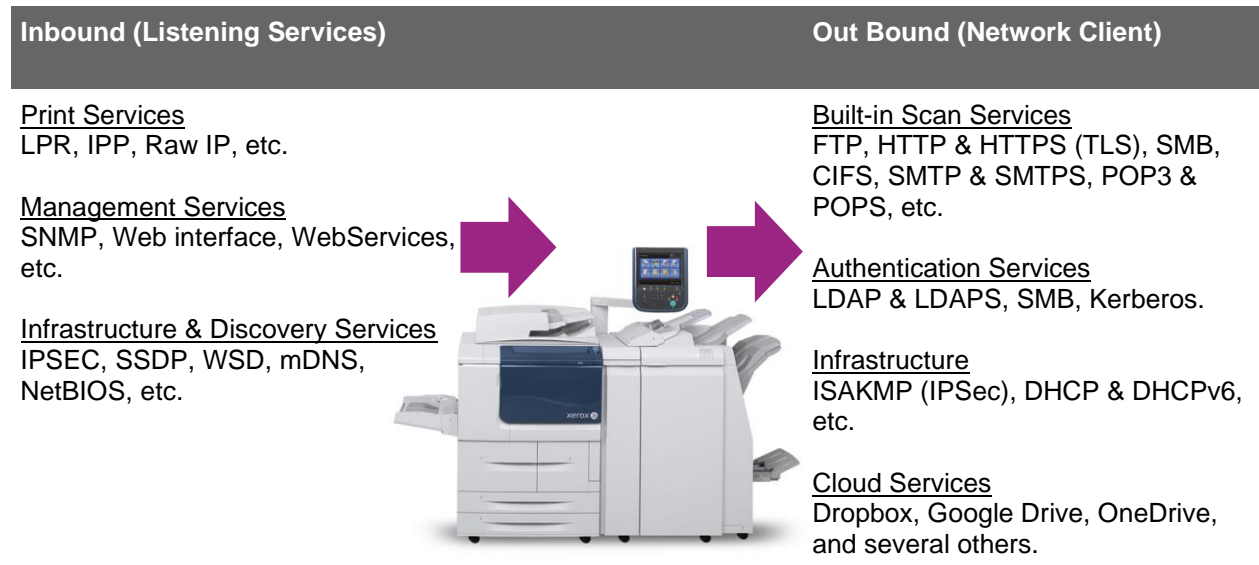 Inbound (Listening Services)
Out Bound (Network Client)
Print Services
LPR, IPP, Raw IP, etc.
Management Services
SNMP, Web interface, WebServices,
etc.
Infrastructure & Discovery Services
IPSEC, SSDP, WSD, mDNS,
NetBIOS, etc.
xerox
Built-in Scan Services
FTP, HTTP & HTTPS (TLS), SMB,
CIFS, SMTP & SMTPS, POP3 &
POPS, etc.
Authentication Services
LDAP & LDAPS, SMB, Kerberos.
Infrastructure
ISAKMP (IPSec), DHCP & DHCPv6,
etc.
Cloud Services
Dropbox, Google Drive, OneDrive,
and several others.